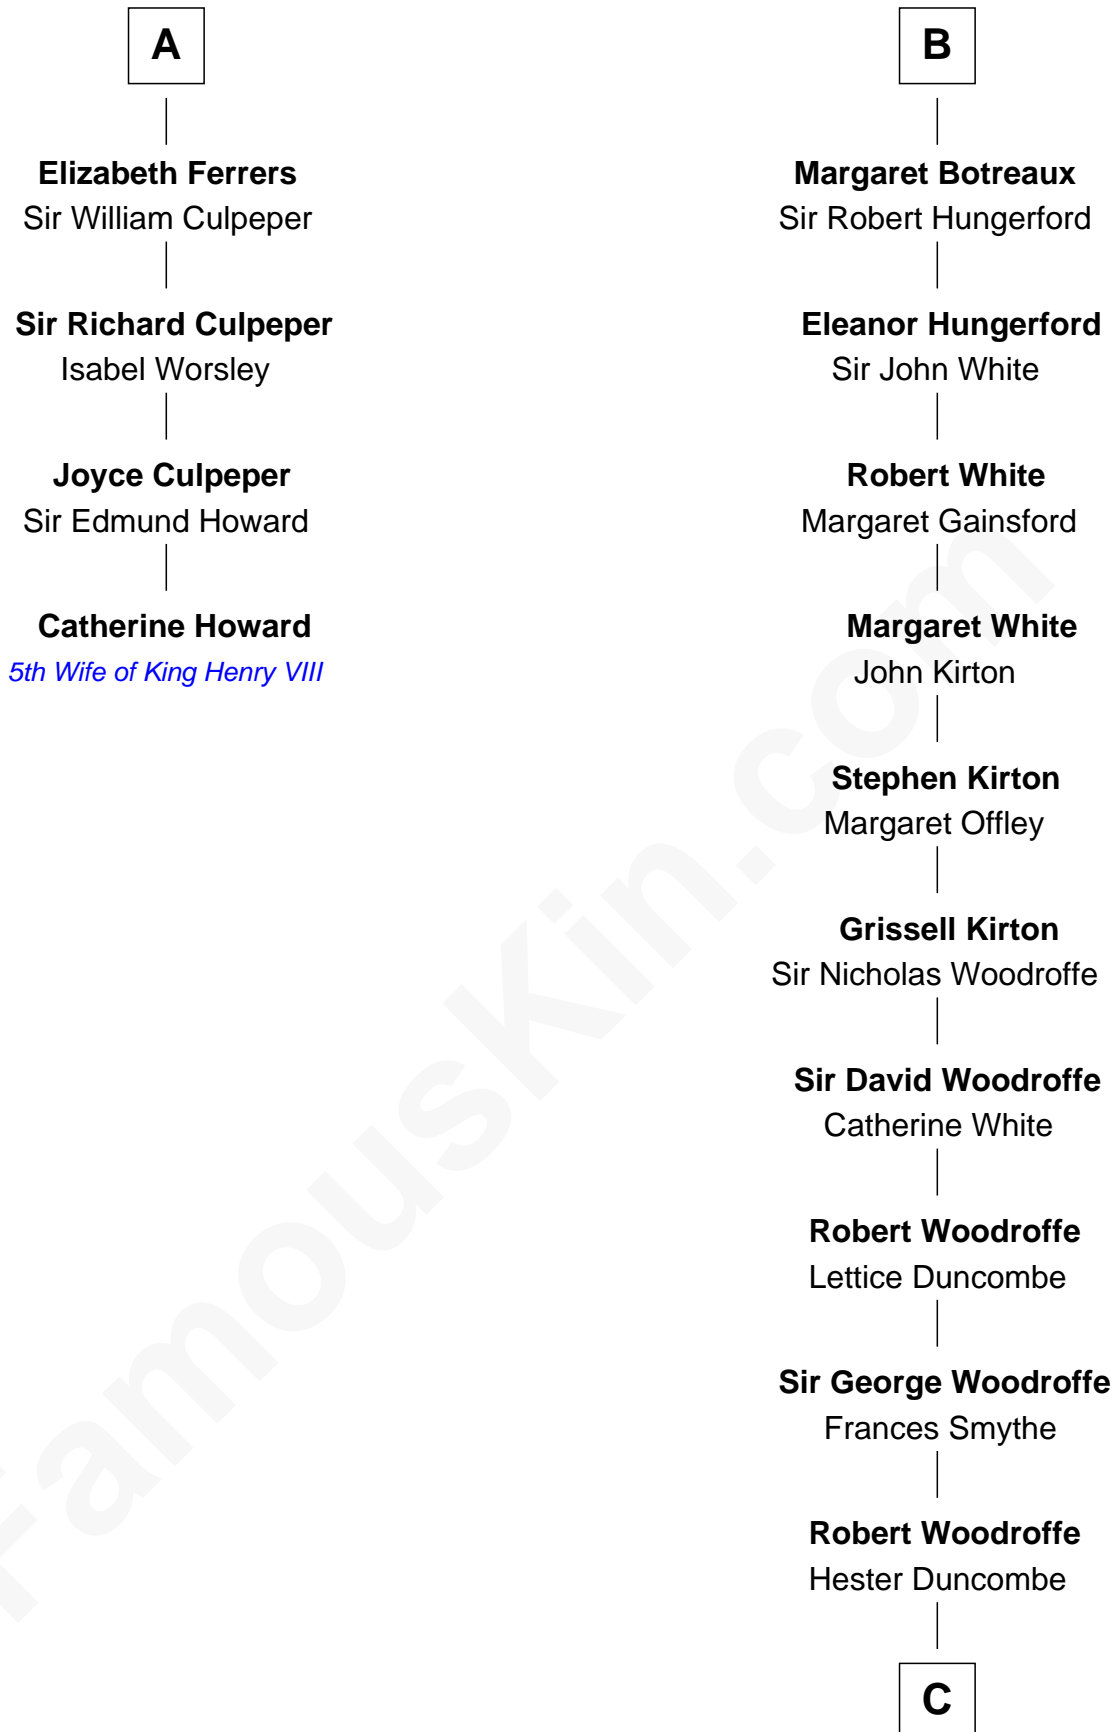 A
Elizabeth Ferrers
Sir William Culpeper
Sir Richard Culpeper
Isabel Worsley
Joyce Culpeper
Sir Edmund Howard
Catherine Howard
5th Wife of King Henry VIII
B
Margaret Botreaux
Sir Robert Hungerford
Eleanor Hungerford
Sir John White
Robert White
Margaret Gainsford
Margaret White
John Kirton
Stephen Kirton
Margaret Offley
Grissell Kirton
Sir Nicholas Woodroffe
Sir David Woodroffe
Catherine White
Robert Woodroffe
Lettice Duncombe
Sir George Woodroffe
Frances Smythe
Robert Woodroffe
Hester Duncombe
C
FamousKin.com